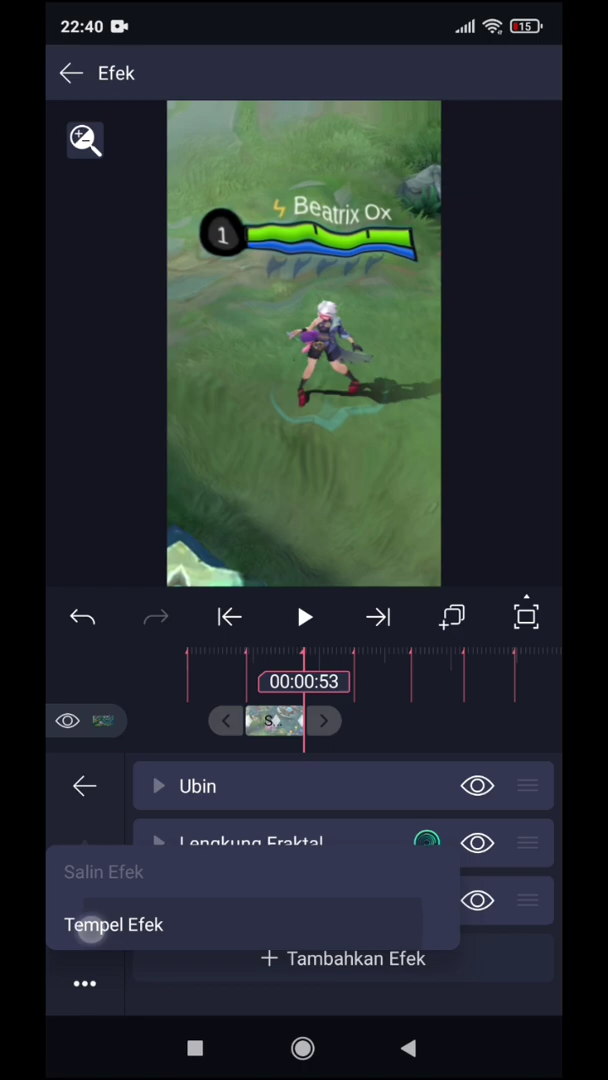 22:40
15
Efek
Beatrix Ox
1
00:00:53
S...
Ubin
Lengkung Fraktal
Salin Efek
Tempel Efek
+ Tambahkan Efek